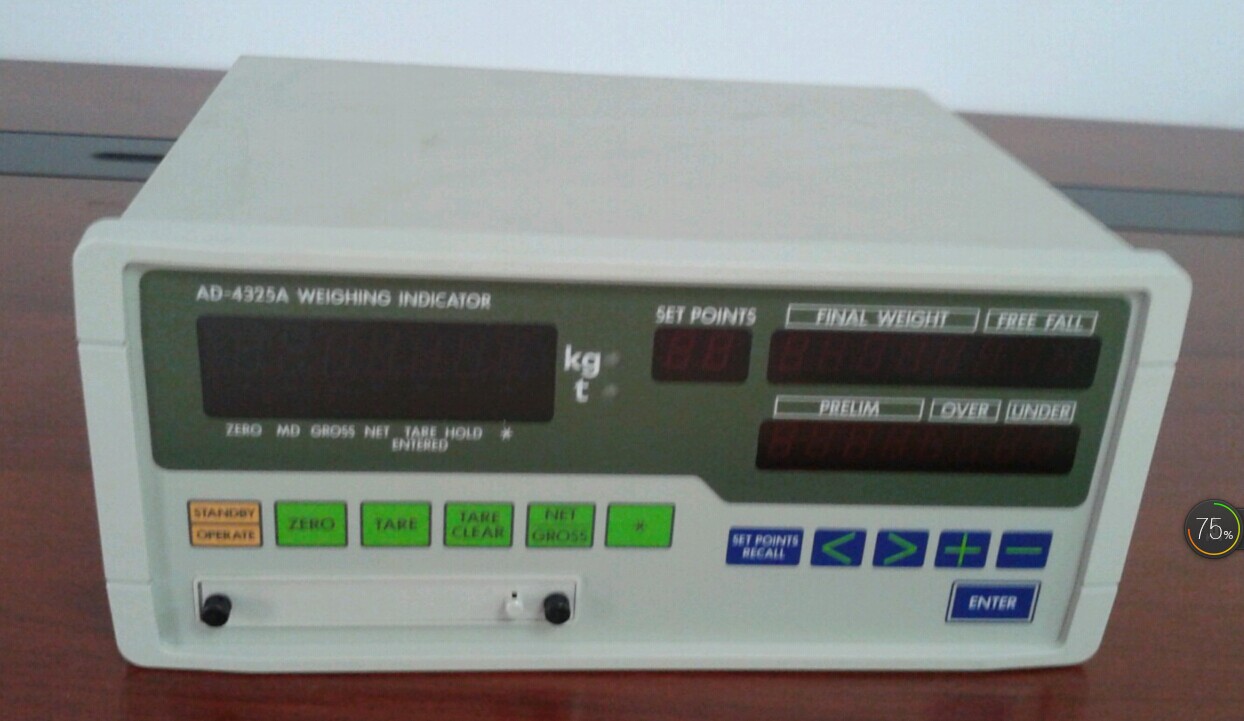 AD-4325A WEIGHING INDICATOR
SET POINTS
FINAL WEIGHT FREE FALL
kg
t
PRELIM OVER UNDER
ZERO MD GROSS NET TARE HOLD *
ENTERED
STANDBY
OPERATE
ZERO
TARE
TARE
CLEAR
NET
GROSS
*
SET POINTS
RECALL
< > + −
ENTER
75%